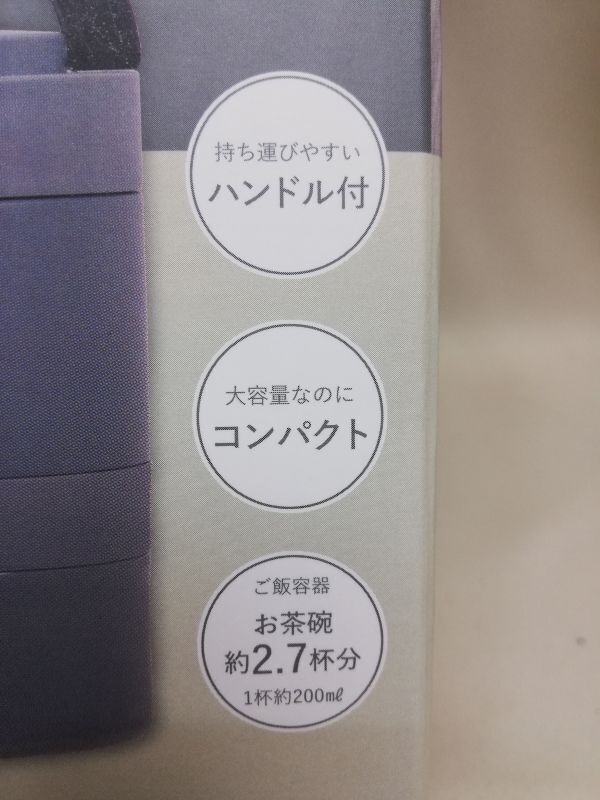 持ち運びやすい
ハンドル付
大容量なのに
コンパクト
ご飯容器
お茶碗
約2.7杯分
1杯約200㎖